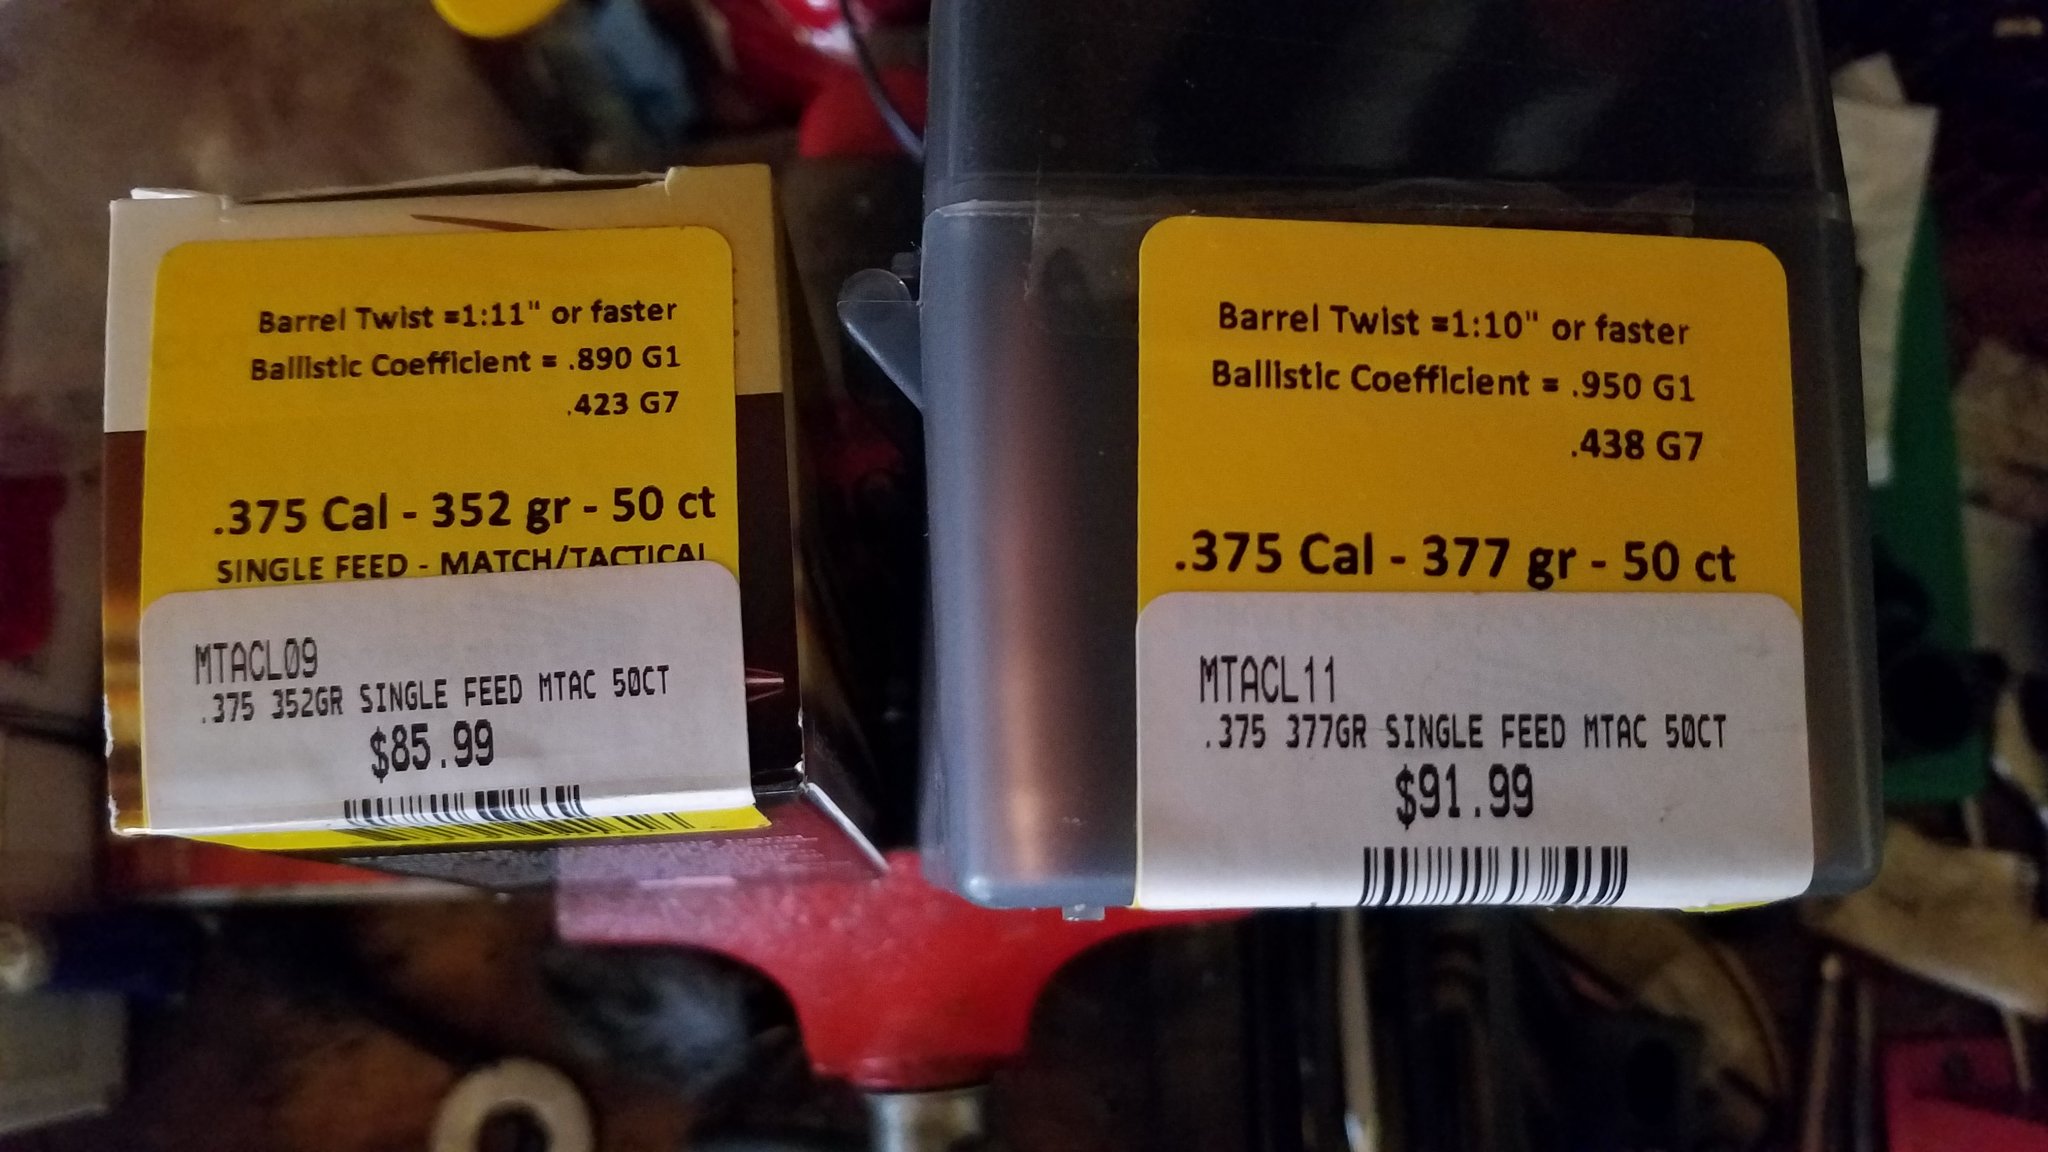 Barrel Twist =1:11" or faster
Ballistic Coefficient = .890 G1
.423 G7
.375 Cal - 352 gr - 50 ct
SINGLE FEED - MATCH/TACTICAL
MTACL09
.375 352GR SINGLE FEED MTAC 50CT
$85.99
Barrel Twist =1:10" or faster
Ballistic Coefficient = .950 G1
.438 G7
.375 Cal - 377 gr - 50 ct
MTACL11
.375 377GR SINGLE FEED MTAC 50CT
$91.99